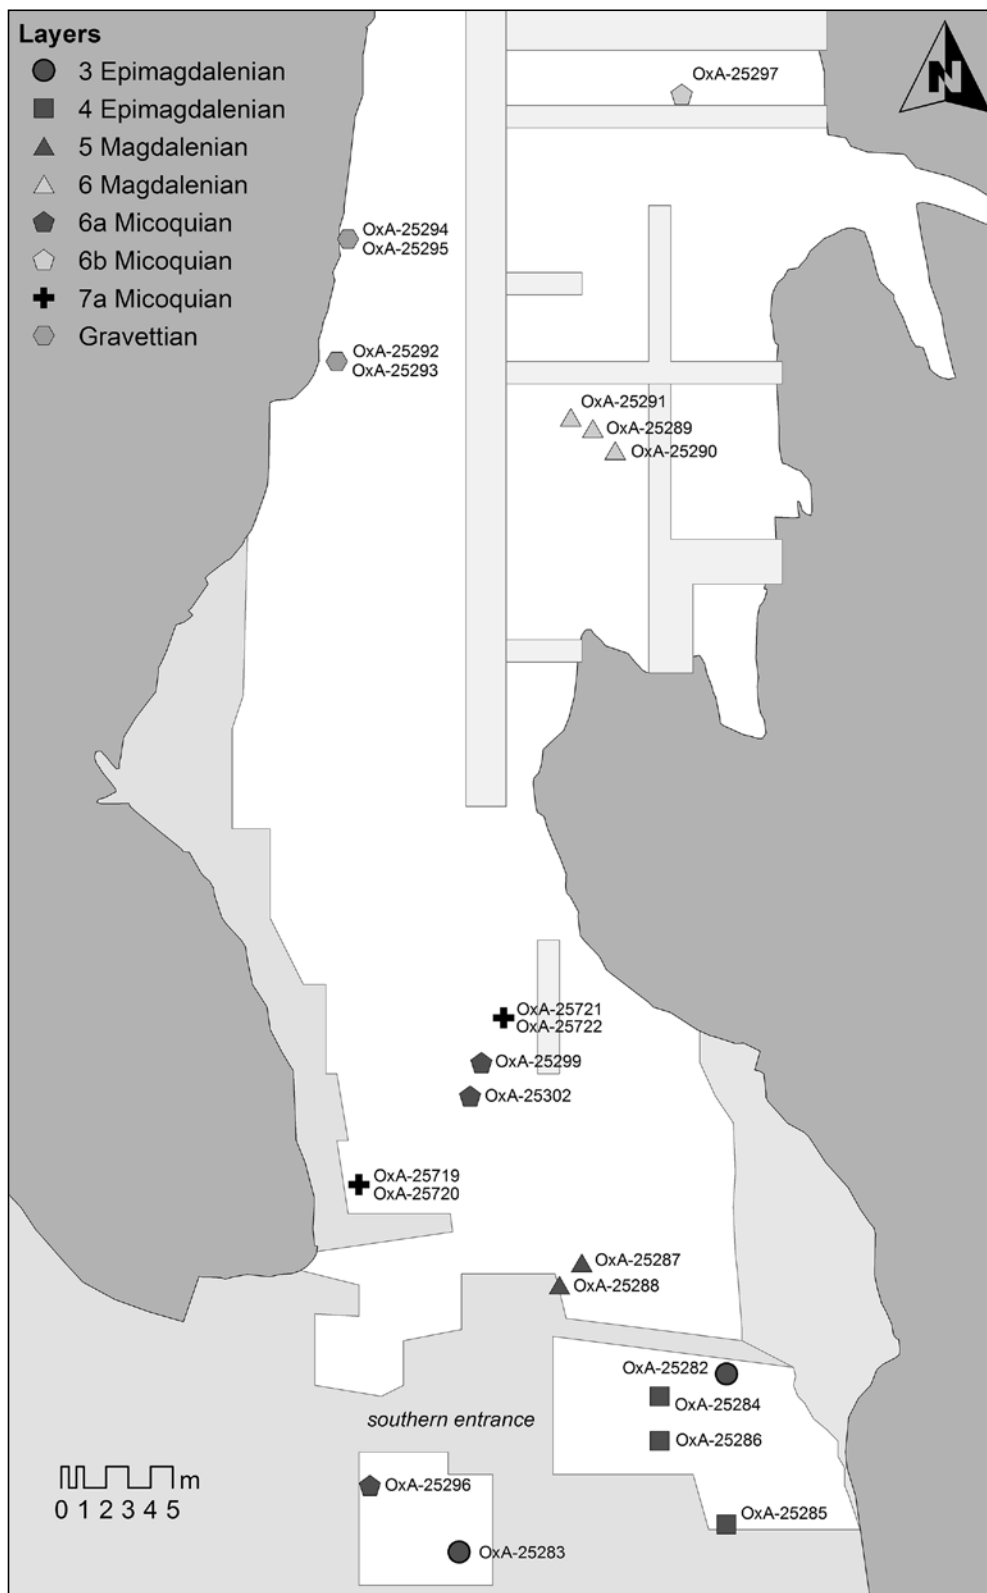 Layers
3 Epimagdalenian
4 Epimagdalenian
5 Magdalenian
6 Magdalenian
6a Micoquian
6b Micoquian
7a Micoquian
Gravettian
N
OxA-25297
OxA-25294
OxA-25295
OxA-25292
OxA-25293
OxA-25291
OxA-25289
OxA-25290
OxA-25721
OxA-25722
OxA-25299
OxA-25302
OxA-25719
OxA-25720
OxA-25287
OxA-25288
OxA-25282
OxA-25284
southern entrance
OxA-25286
OxA-25296
OxA-25285
OxA-25283
m
0 1 2 3 4 5